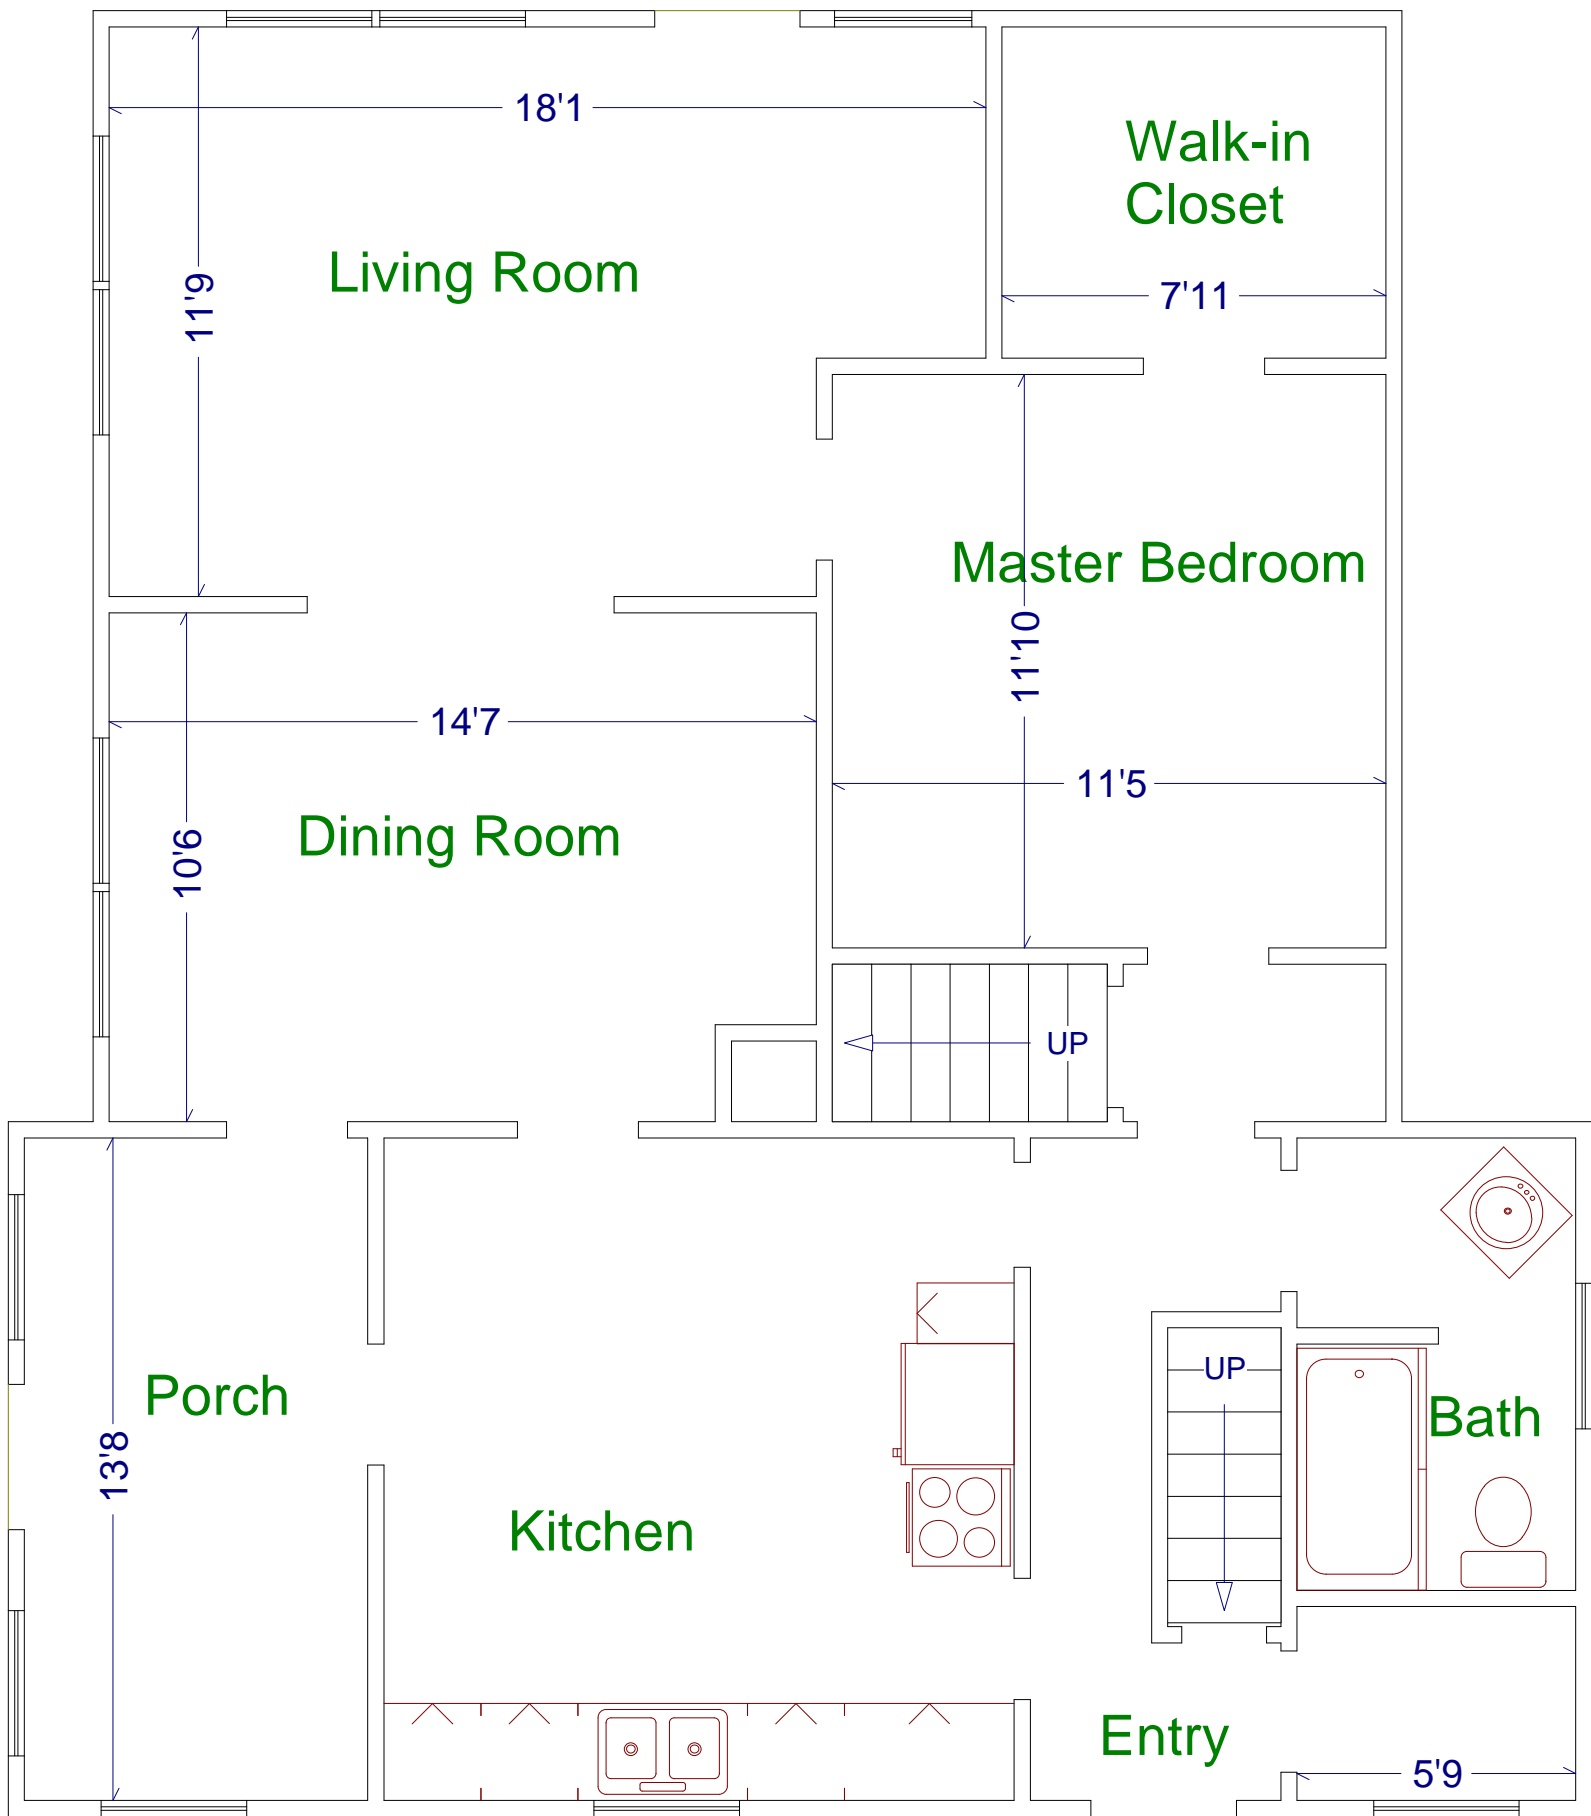 18'1
Walk-in
Closet
Living Room
11'9
7'11
Master Bedroom
11'10
14'7
11'5
Dining Room
10'6
UP
UP
Porch
Bath
13'8
Kitchen
Entry
5'9